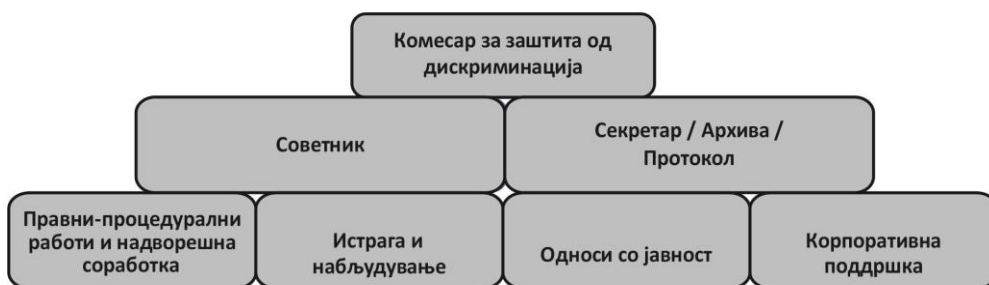 Комесар за заштита од
дискриминација
Советник
Секретар / Архива /
Протокол
Правни-процедурални
работи и надворешна
соработка
Истрага и
набљудување
Односи со јавност
Корпоративна
поддршка